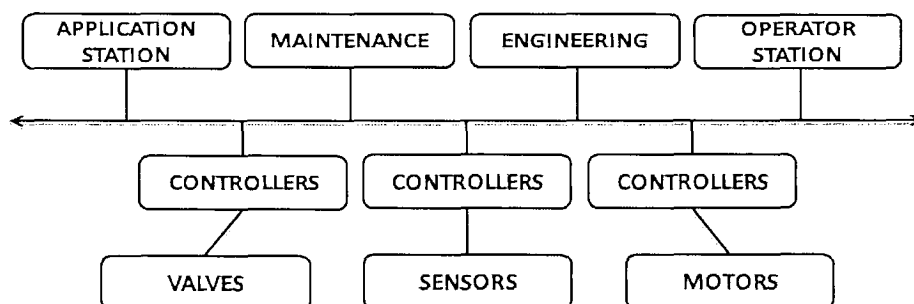 APPLICATION
STATION
MAINTENANCE
ENGINEERING
OPERATOR
STATION
CONTROLLERS
CONTROLLERS
CONTROLLERS
VALVES
SENSORS
MOTORS